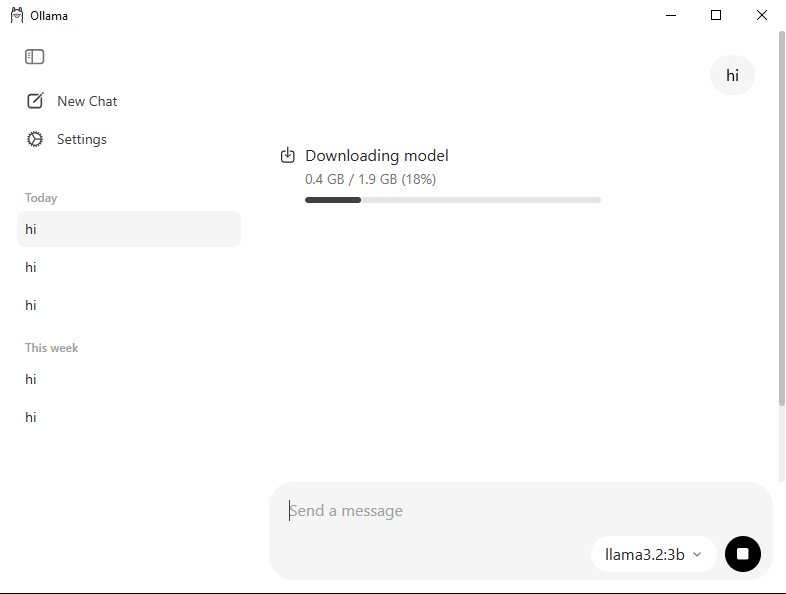 Ollama
New Chat
Settings
Today
hi
hi
hi
This week
hi
hi
hi
Downloading model
0.4 GB / 1.9 GB (18%)
Send a message
llama3.2:3b